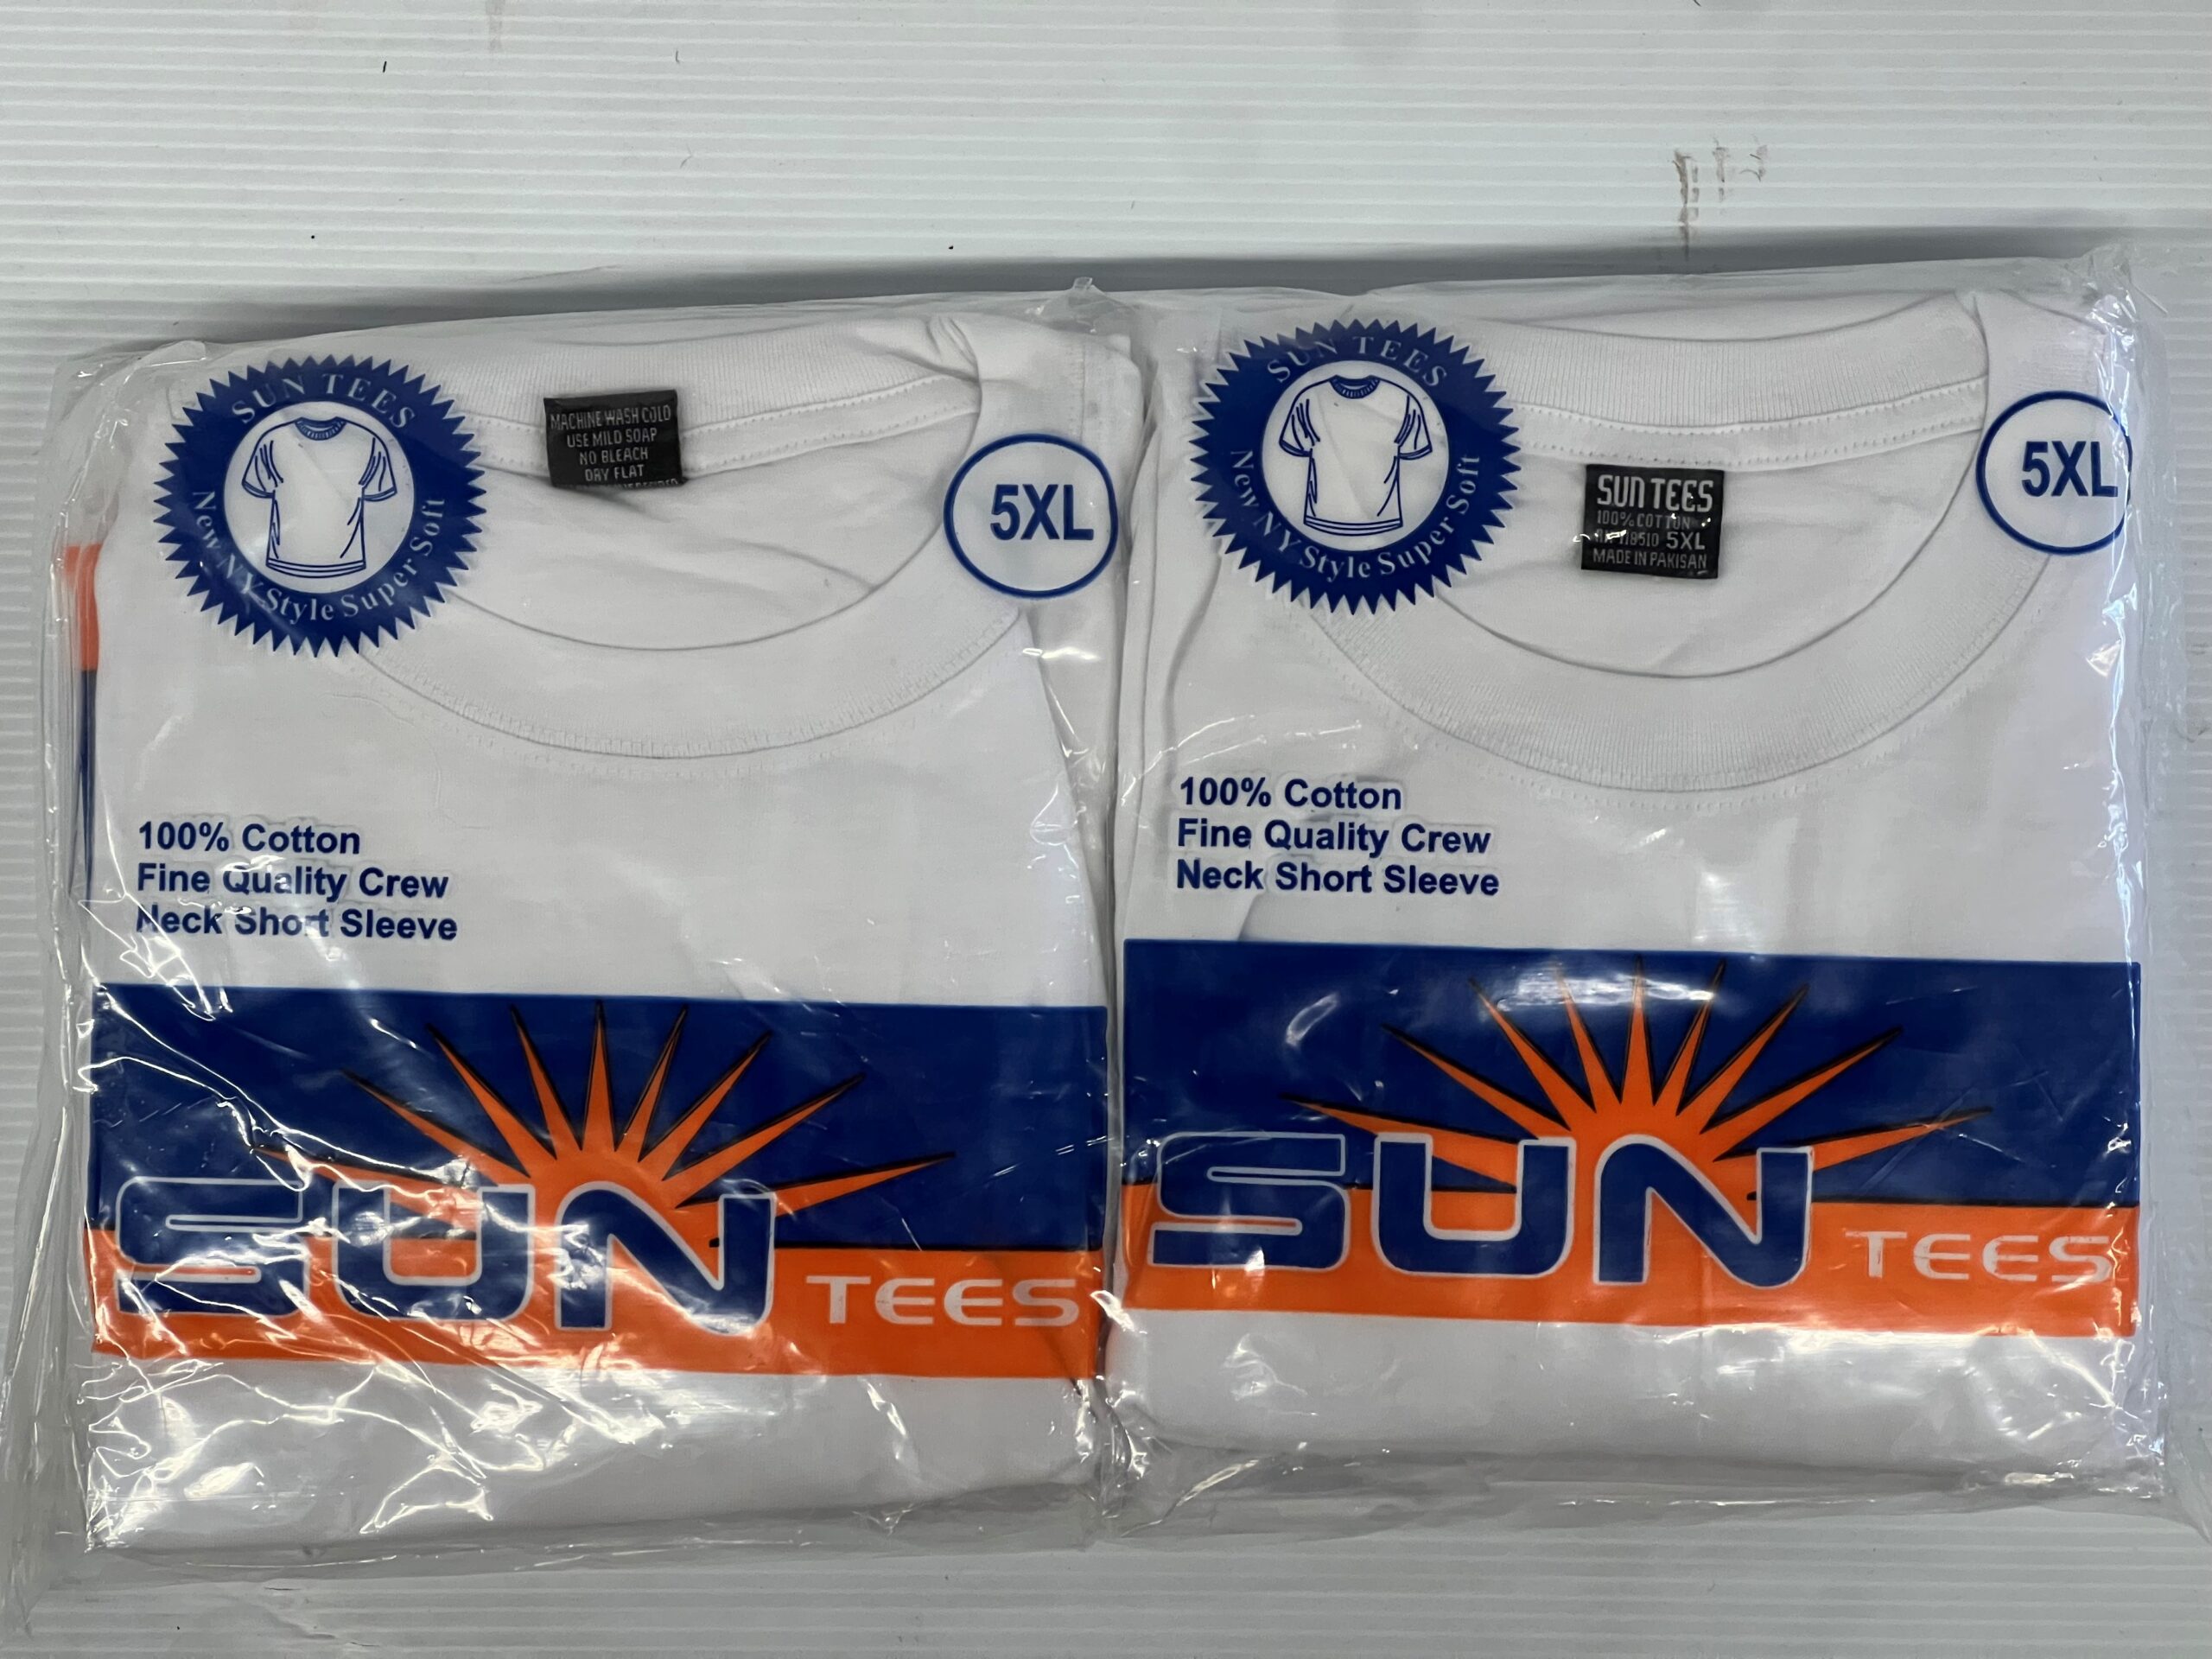 SUN TEES
New NY Style Super Soft
MACHINE WASH COLD
USE MILD SOAP
NO BLEACH
DRY FLAT
5XL
100% Cotton
Fine Quality Crew
Neck Short Sleeve
SUN TEES
SUN TEES
New NY Style Super Soft
SUN TEES
100% COTTON
118510 5XL
MADE IN PAKISAN
5XL
100% Cotton
Fine Quality Crew
Neck Short Sleeve
SUN TEES